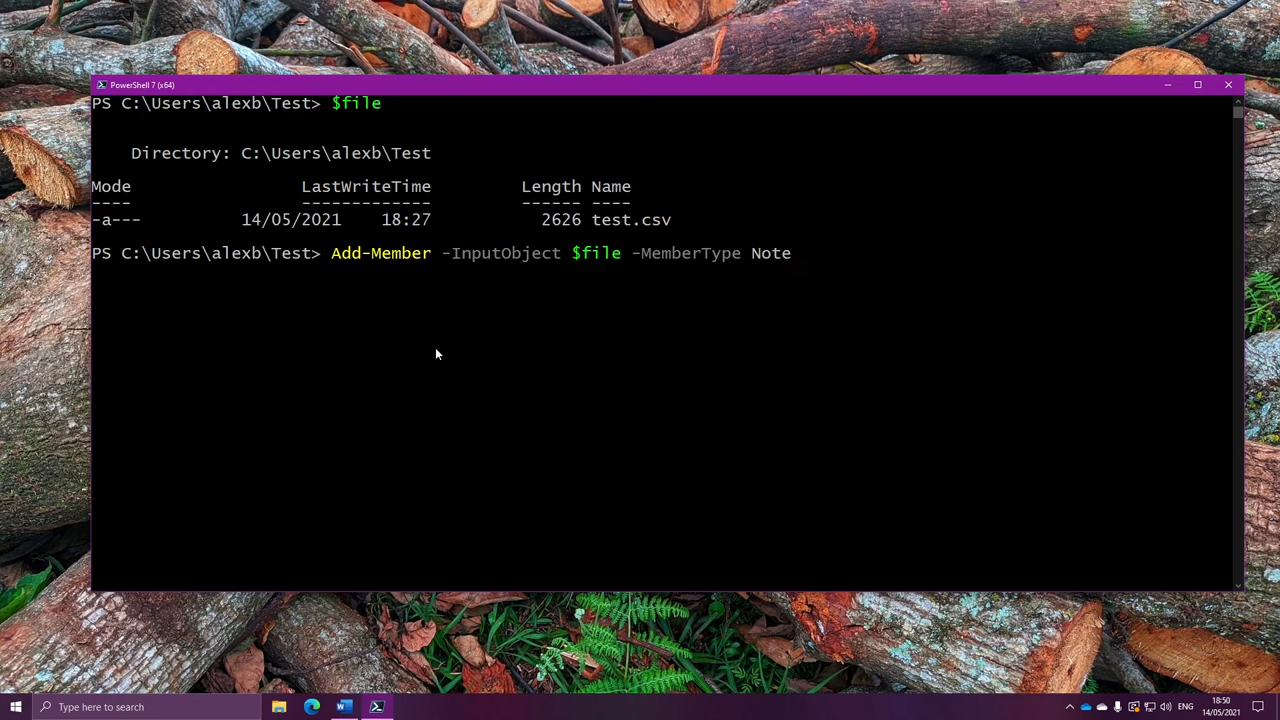 PowerShell 7 (x64)
PS C:\Users\alexb\Test> $file
Directory: C:\Users\alexb\Test
Mode LastWriteTime Length Name
---- ------------- ------ ----
-a--- 14/05/2021 18:27 2626 test.csv
PS C:\Users\alexb\Test> Add-Member -InputObject $file -MemberType Note
Type here to search
ENG
18:50
14/05/2021